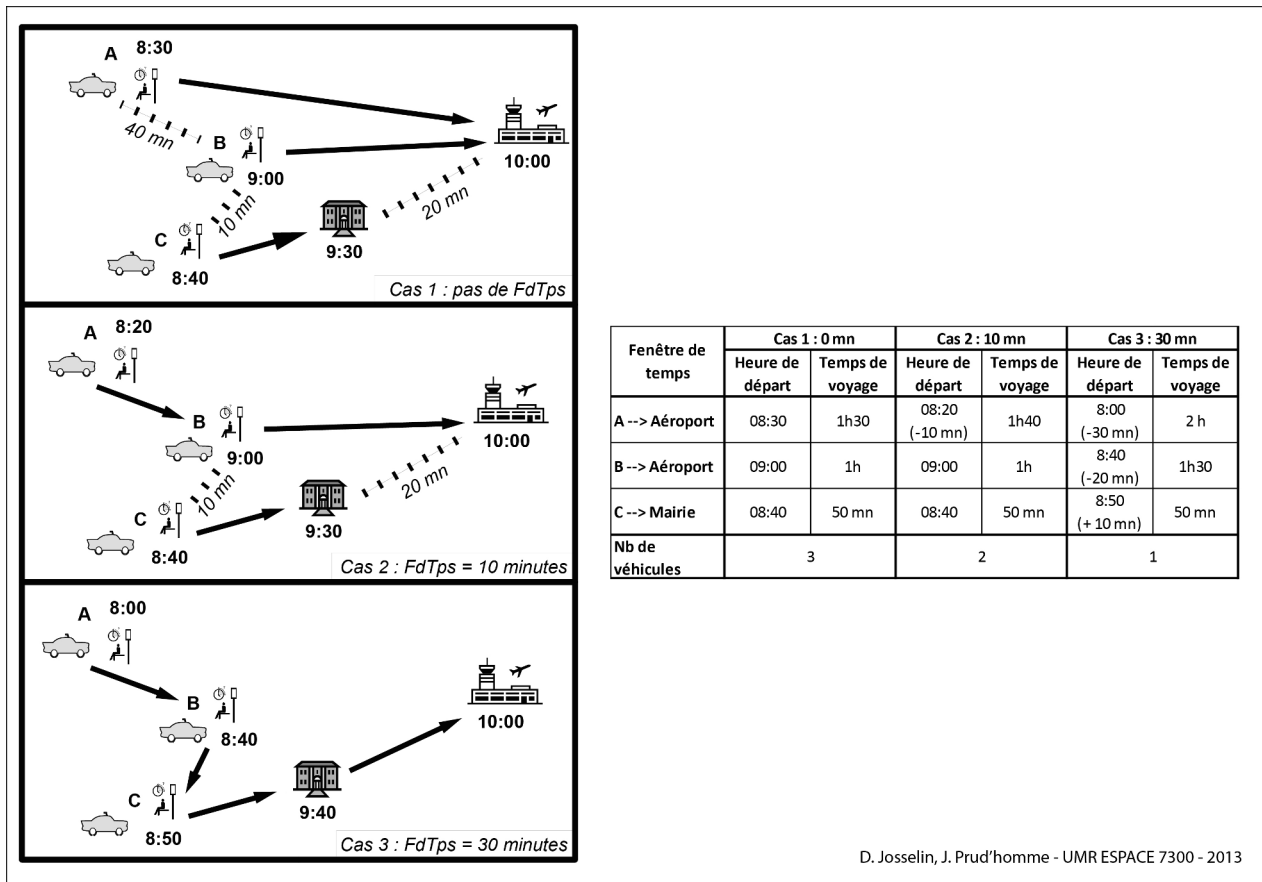 A 8:30
40 mn
B
9:00
10:00
10 mn
20 mn
C
8:40
9:30
Cas 1 : pas de FdTps
A 8:20
B
9:00
10:00
10 mn
20 mn
C
8:40
9:30
Cas 2 : FdTps = 10 minutes
A 8:00
B
8:40
10:00
C
8:50
9:40
Cas 3 : FdTps = 30 minutes
Fenêtre de temps Cas 1 : 0 mn Cas 2 : 10 mn Cas 3 : 30 mn
Heure de départ Temps de voyage Heure de départ Temps de voyage Heure de départ Temps de voyage
A --> Aéroport 08:30 1h30 08:20 (-10 mn) 1h40 8:00 (-30 mn) 2 h
B --> Aéroport 09:00 1h 09:00 1h 8:40 (-20 mn) 1h30
C --> Mairie 08:40 50 mn 08:40 50 mn 8:50 (+ 10 mn) 50 mn
Nb de véhicules 3 2 1
D. Josselin, J. Prud'homme - UMR ESPACE 7300 - 2013